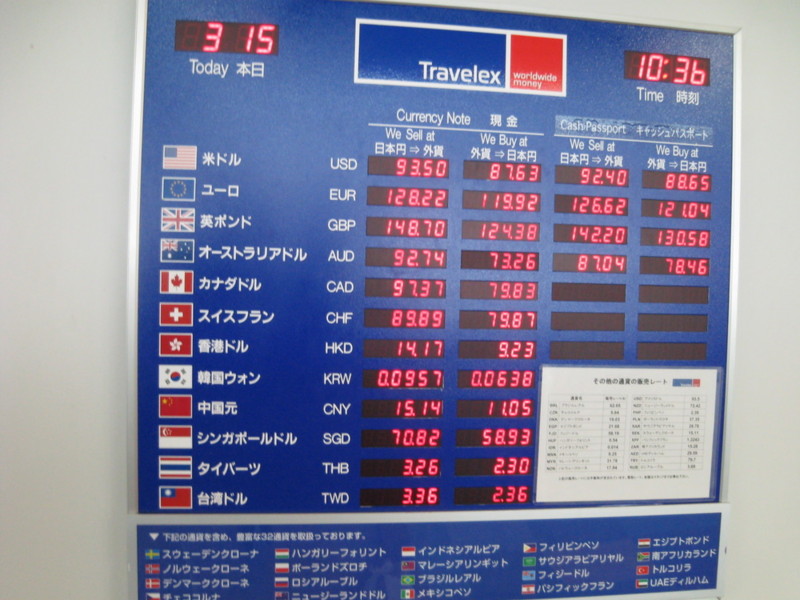 3 15
Today 本日
Travelex
worldwide
money
10:36
Time 時刻
Currency Note 現金
Cash Passport キャッシュパスポート
We Sell at We Buy at We Sell at We Buy at
日本円 ⇒ 外貨 外貨 ⇒ 日本円 日本円 ⇒ 外貨 外貨 ⇒ 日本円
米ドル USD 93.50 87.63 92.40 88.65
ユーロ EUR 128.22 119.92 126.62 121.04
英ポンド GBP 148.70 124.38 142.20 130.58
オーストラリアドル AUD 92.74 73.26 87.04 78.46
カナダドル CAD 97.37 79.83
スイスフラン CHF 89.89 79.87
香港ドル HKD 14.17 9.23
韓国ウォン KRW 0.0957 0.0638
中国元 CNY 15.14 11.05
シンガポールドル SGD 70.82 58.93
タイバーツ THB 3.26 2.30
台湾ドル TWD 3.36 2.36
その他の通貨の販売レート
▼ 下記の通貨を含め、豊富な32通貨を取扱っております。
スウェーデンクローナ ハンガリーフォリント インドネシアルピア フィリピンペソ エジプトポンド
ノルウェークローネ ポーランドズロチ マレーシアリンギット サウジアラビアリヤル 南アフリカランド
デンマーククローネ ロシアルーブル ブラジルレアル フィジードル トルコリラ
チェココルナ ニュージーランドドル メキシコペソ パシフィックフラン UAEディルハム